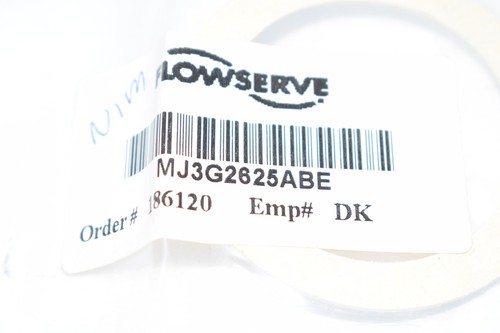 FLOWSERVE
MJ3G2625ABE
Order # 186120 Emp# DK